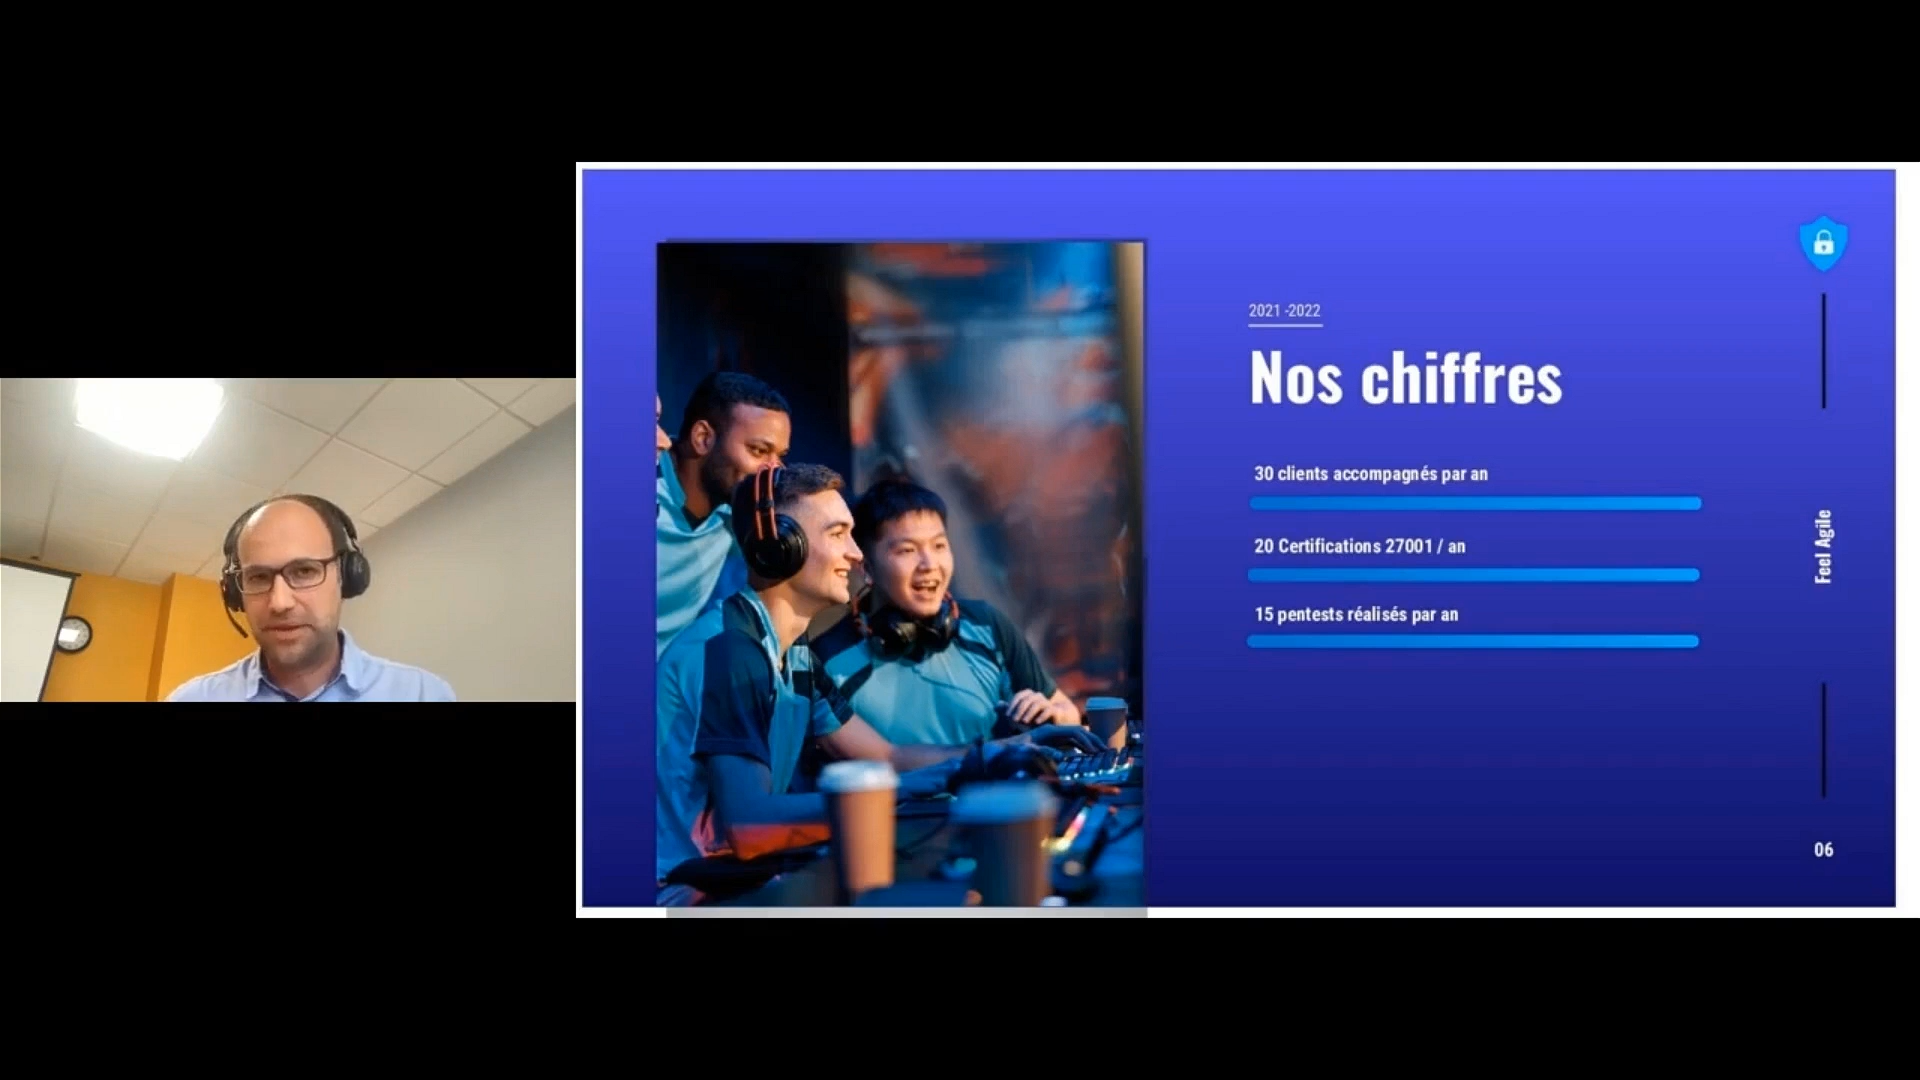 2021 -2022
Nos chiffres
30 clients accompagnés par an
20 Certifications 27001 / an
15 pentests réalisés par an
Feel Agile
06